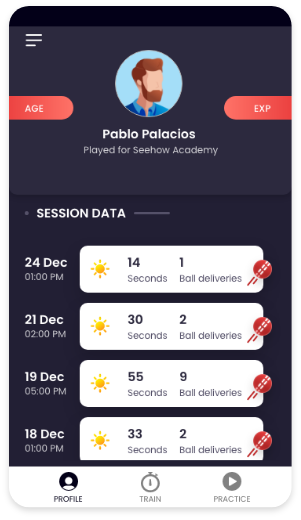 AGE
EXP
Pablo Palacios
Played for Seehow Academy
SESSION DATA
24 Dec 14 1
01:00 PM Seconds Ball deliveries
21 Dec 30 2
02:00 PM Seconds Ball deliveries
19 Dec 55 9
05:00 PM Seconds Ball deliveries
18 Dec 33 2
01:00 PM Seconds Ball deliveries
PROFILE TRAIN PRACTICE